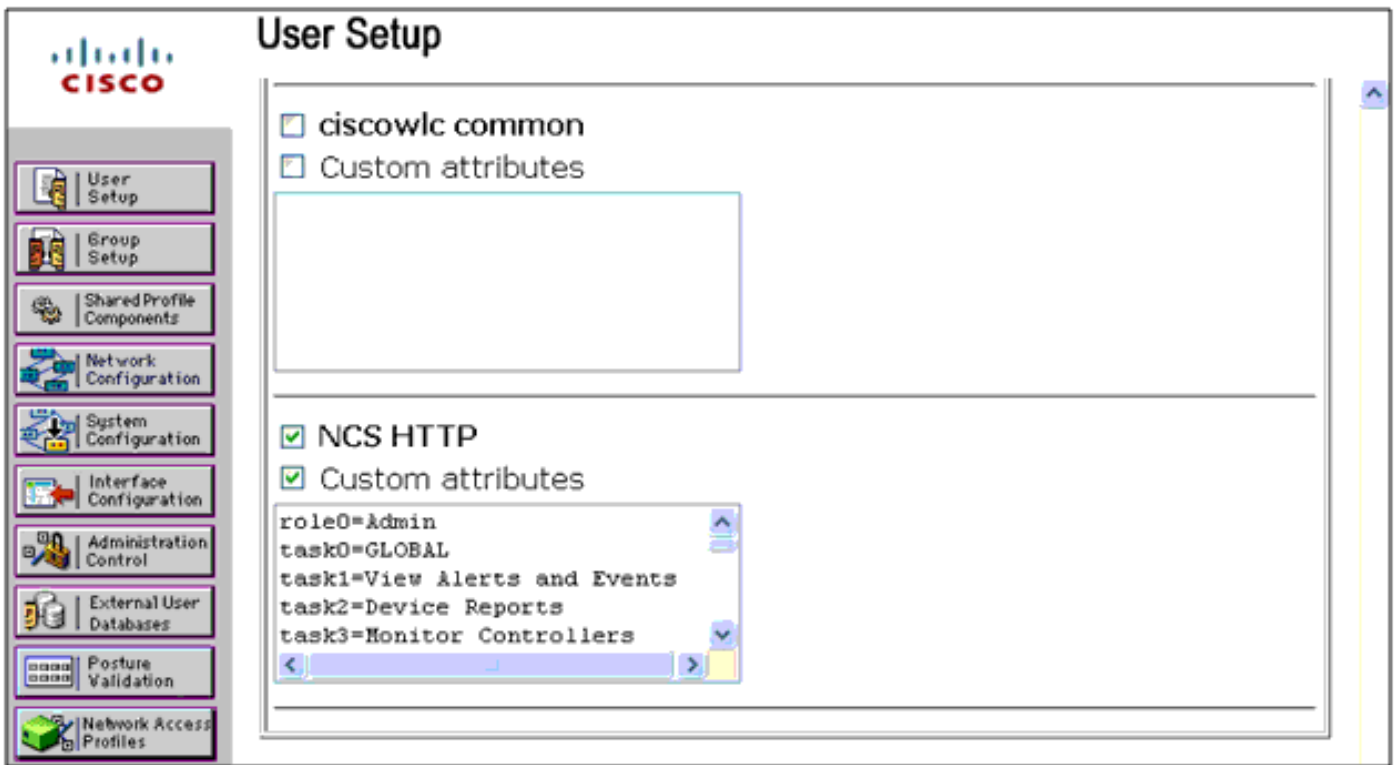 CISCO
User Setup
User
Setup
Group
Setup
Shared Profile
Components
Network
Configuration
System
Configuration
Interface
Configuration
Administration
Control
External User
Databases
Posture
Validation
Network Access
Profiles
ciscowlc common
Custom attributes
NCS HTTP
Custom attributes
role0=Admin
task0=GLOBAL
task1=View Alerts and Events
task2=Device Reports
task3=Monitor Controllers